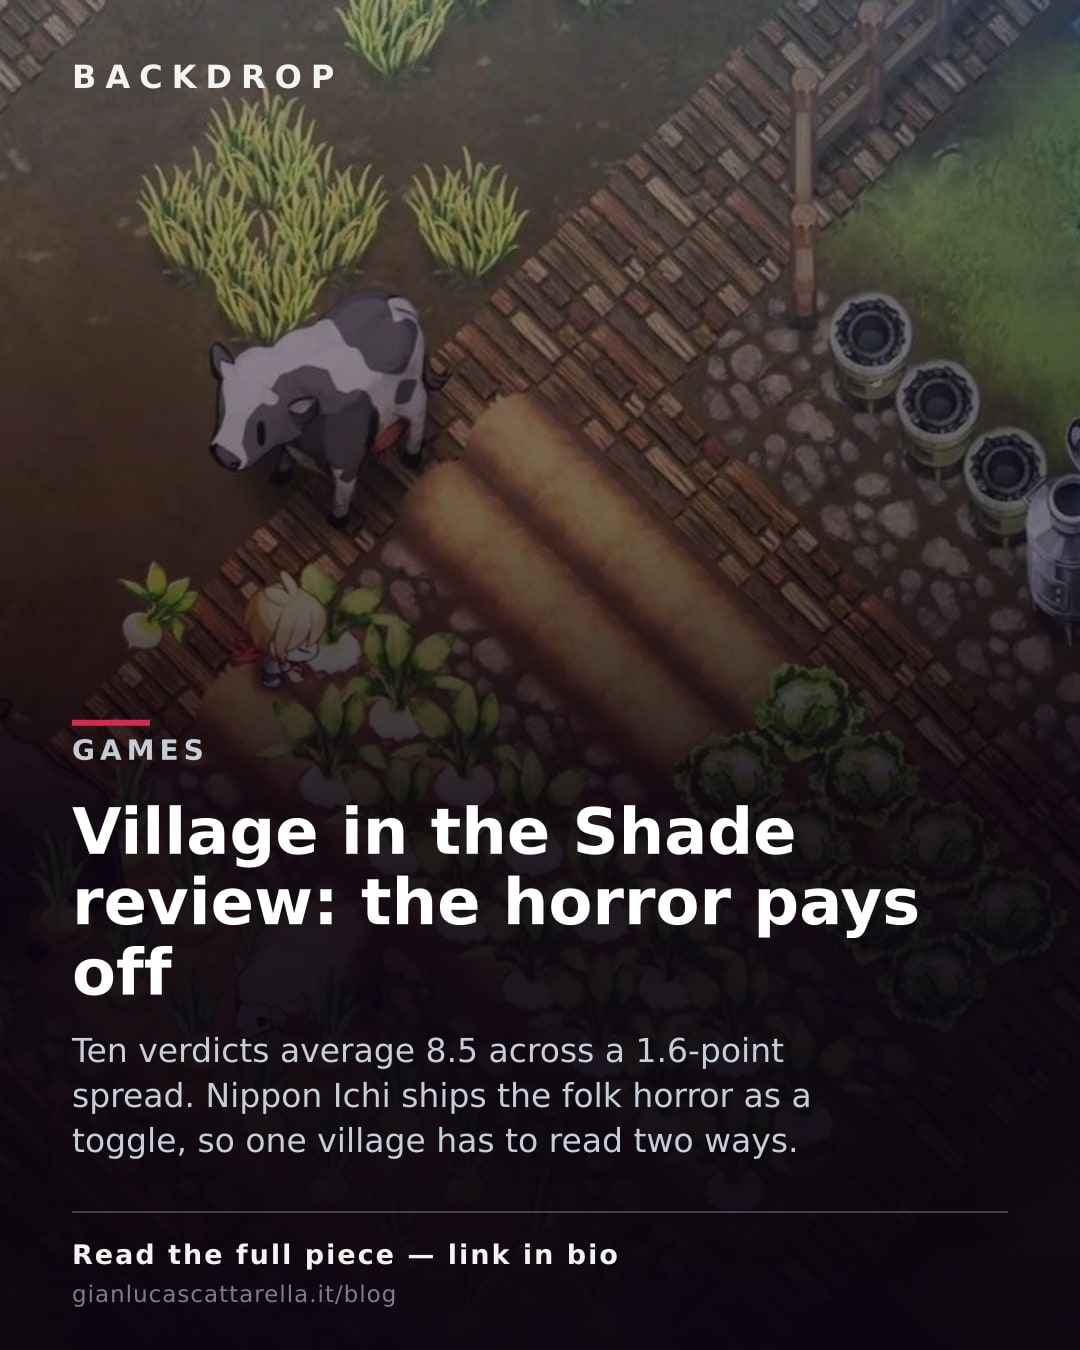 BACKDROP
GAMES
Village in the Shade
review: the horror pays
off
Ten verdicts average 8.5 across a 1.6-point
spread. Nippon Ichi ships the folk horror as a
toggle, so one village has to read two ways.
Read the full piece — link in bio
gianlucascattarella.it/blog